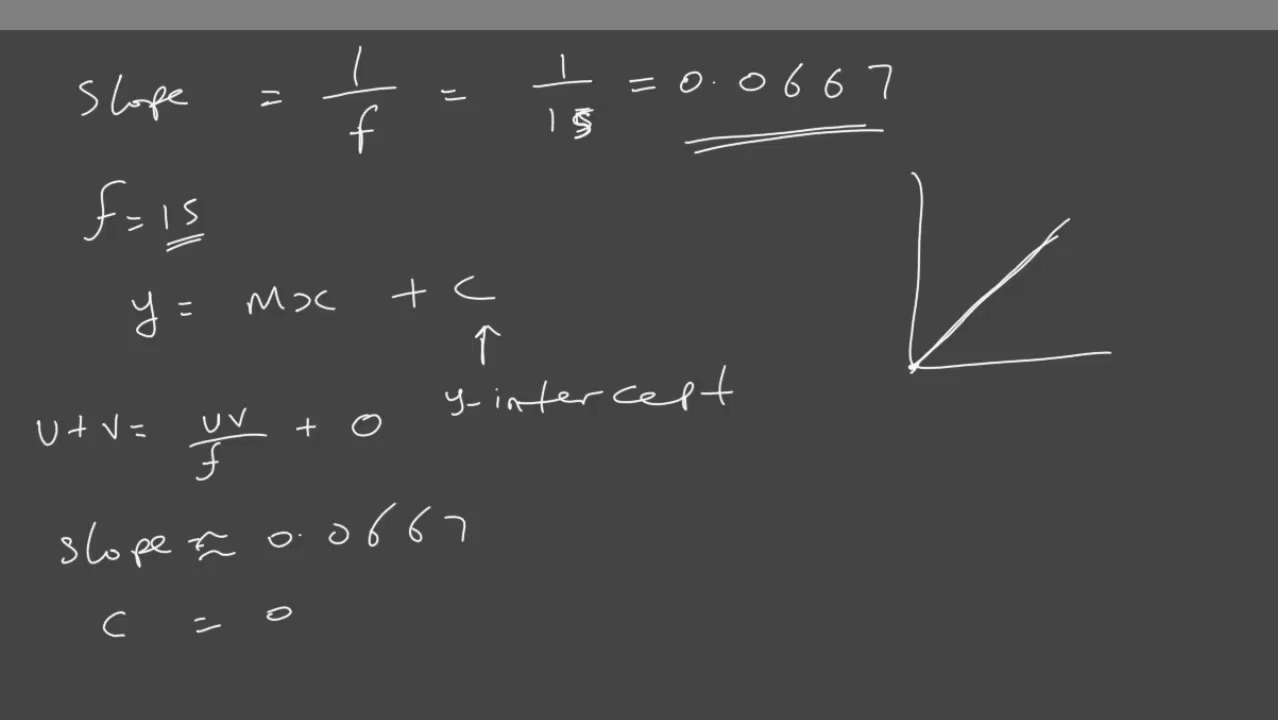 Slope = 1/f = 1/15 = 0.0667
f = 15
y = mx + c
↑
y-intercept
u+v = uv/f + 0
slope ≈ 0.0667
c = 0